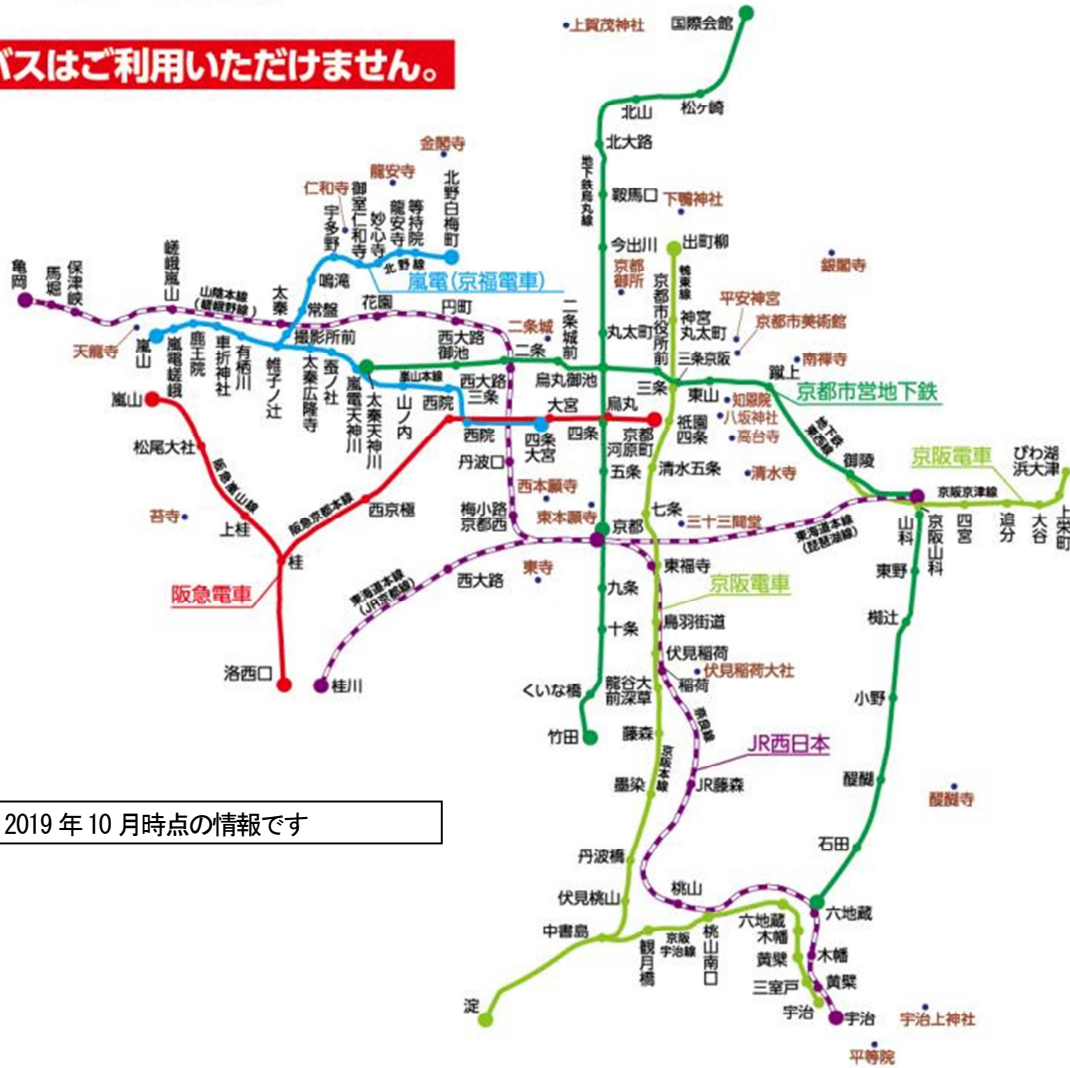 バスはご利用いただけません。
上賀茂神社
国際会館
北山
松ヶ崎
北大路
地下鉄烏丸線
鞍馬口
下鴨神社
今出川
出町柳
京都
御所
京都市役所前
鴨東線
神宮
丸太町
銀閣寺
平安神宮
京都市美術館
南禅寺
金閣寺
龍安寺
仁和寺
宇多野
御室仁和寺
妙心寺
龍安寺
等持院
北野白梅町
北野線
嵐電(京福電車)
鳴滝
常盤
撮影所前
亀岡
馬堀
保津峡
嵯峨嵐山
山陰本線
(嵯峨野線)
太秦
花園
円町
西大路
御池
二条城
二条
二条城前
丸太町
烏丸御池
三条京阪
三条
東山
蹴上
京都市営地下鉄
地下鉄
東西線
天龍寺
嵐山
嵐電嵯峨
鹿王院
車折神社
有栖川
帷子ノ辻
太秦広隆寺
蚕ノ社
嵐電天神川
太秦天神川
嵐山本線
山ノ内
西大路
三条
西院
西院
四条
大宮
大宮
四条
烏丸
京都
河原町
祇園
四条
知恩院
八坂神社
高台寺
清水寺
御陵
京阪電車
びわ湖
浜大津
京阪京津線
上栄町
大谷
追分
四宮
京阪山科
山科
嵐山
松尾大社
阪急嵐山線
上桂
苔寺
桂
阪急電車
洛西口
阪急京都本線
西京極
丹波口
梅小路
京都西
西本願寺
東本願寺
五条
清水五条
七条
三十三間堂
京都
東海道本線
(琵琶湖線)
東海道本線
(JR京都線)
西大路
桂川
東寺
東福寺
京阪電車
九条
十条
鳥羽街道
伏見稲荷
伏見稲荷大社
稲荷
くいな橋
竹田
龍谷大
前深草
藤森
奈良線
京阪本線
JR西日本
JR藤森
墨染
丹波橋
伏見桃山
中書島
淀
観月橋
京阪
宇治線
桃山
桃山南口
六地蔵
木幡
黄檗
三室戸
宇治
六地蔵
木幡
黄檗
宇治
東野
椥辻
小野
醍醐
石田
醍醐寺
宇治上神社
平等院
2019年10月時点の情報です